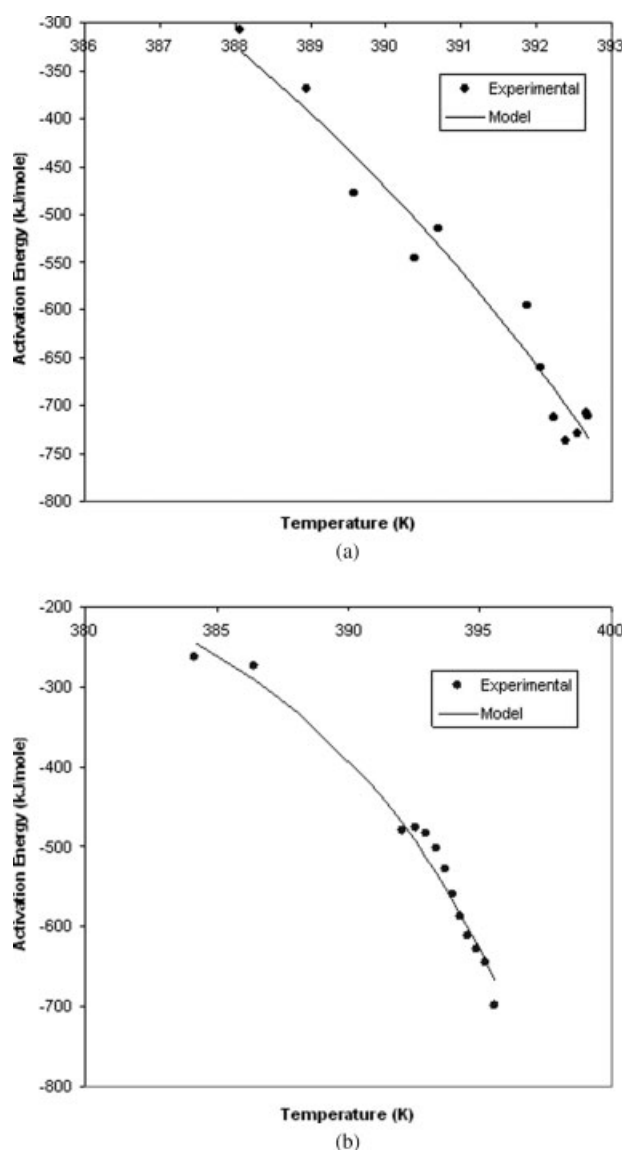 -300
386 387 388 389 390 391 392 393
-350
Experimental
-400
Model
-450
-500
-550
-600
-650
-700
-750
-800
Activation Energy (kJ/mole)
Temperature (K)
(a)
-200
380 385 390 395 400
-300
Experimental
Model
-400
-500
-600
-700
-800
Activation Energy (kJ/mole)
Temperature (K)
(b)